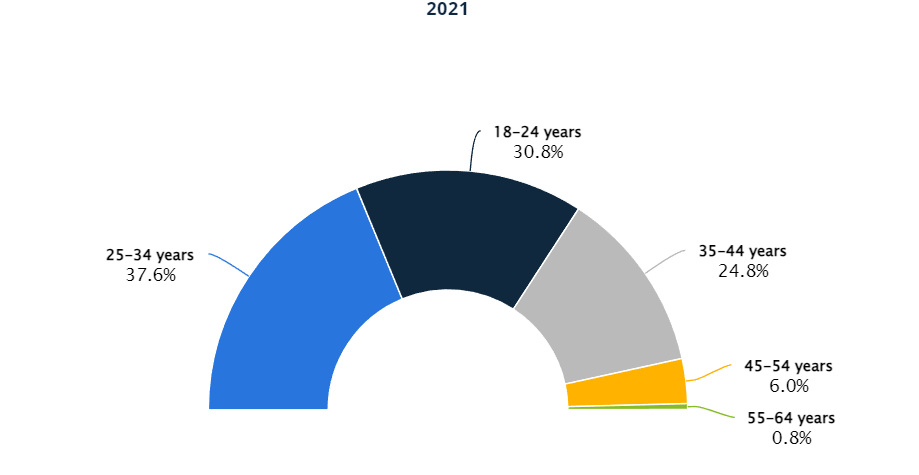 2021
18–24 years
30.8%
25–34 years
37.6%
35–44 years
24.8%
45–54 years
6.0%
55–64 years
0.8%